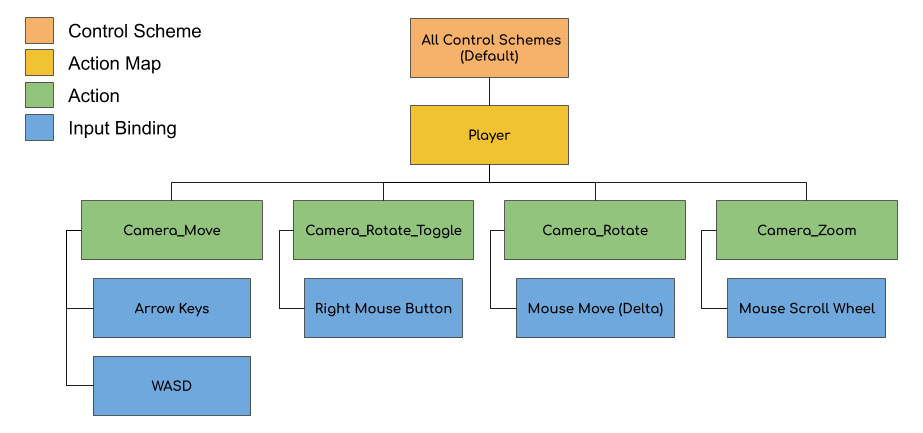 Control Scheme
Action Map
Action
Input Binding
All Control Schemes
(Default)
Player
Camera_Move
Camera_Rotate_Toggle
Camera_Rotate
Camera_Zoom
Arrow Keys
Right Mouse Button
Mouse Move (Delta)
Mouse Scroll Wheel
WASD